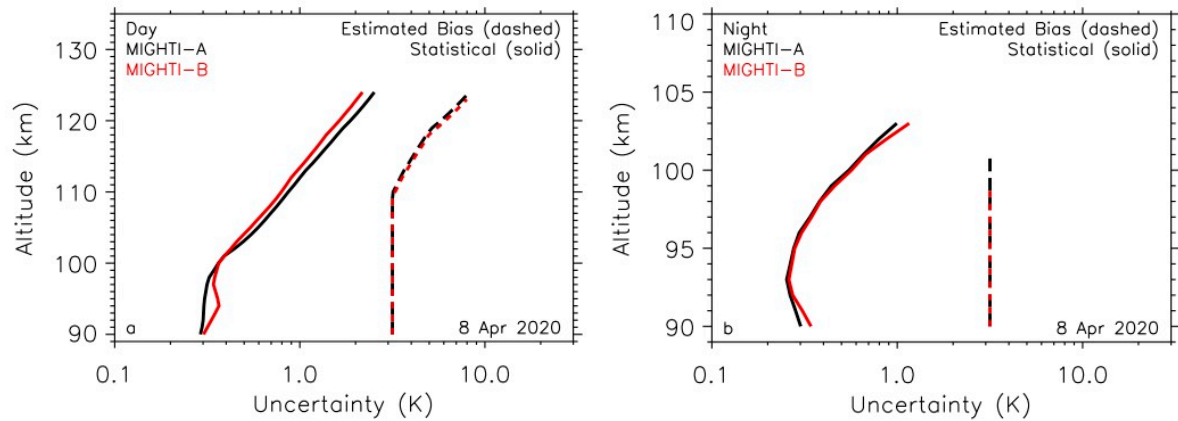 Day
MIGHTI-A
MIGHTI-B
Estimated Bias (dashed)
Statistical (solid)
130
120
110
100
90
Altitude (km)
a
8 Apr 2020
0.1
1.0
10.0
Uncertainty (K)
Night
MIGHTI-A
MIGHTI-B
Estimated Bias (dashed)
Statistical (solid)
110
105
100
95
90
Altitude (km)
b
8 Apr 2020
0.1
1.0
10.0
Uncertainty (K)